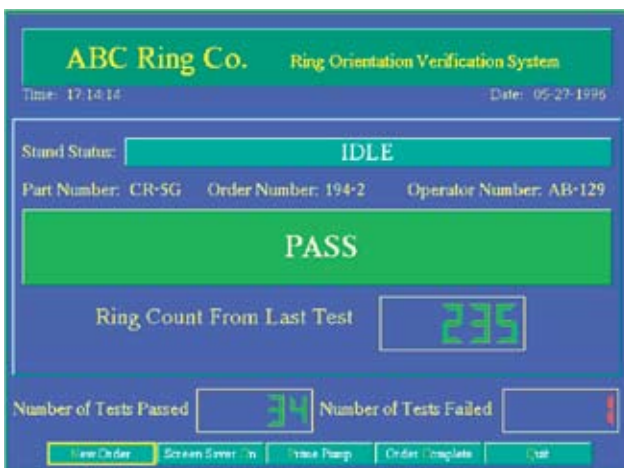 ABC Ring Co. Ring Orientation Verification System
Time: 17:14:14 Date: 05-27-1996
Stand Status: IDLE
Part Number: CR-5G Order Number: 194-2 Operator Number: AB-129
PASS
Ring Count From Last Test 235
Number of Tests Passed 34 Number of Tests Failed 1
New Order Screen Saver On Prime Pump Order Complete Quit